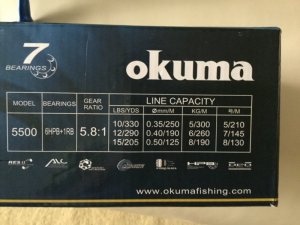 7
BEARINGS
okuma
MODEL BEARINGS GEAR RATIO LINE CAPACITY
LBS/YDS Ømm/M KG/M 호/M
5500 6HPB+1RB 5.8:1
10/330 0.35/250 5/300 5/210
12/290 0.40/190 6/260 7/145
15/205 0.50/125 8/190 8/130
www.okumafishing.com